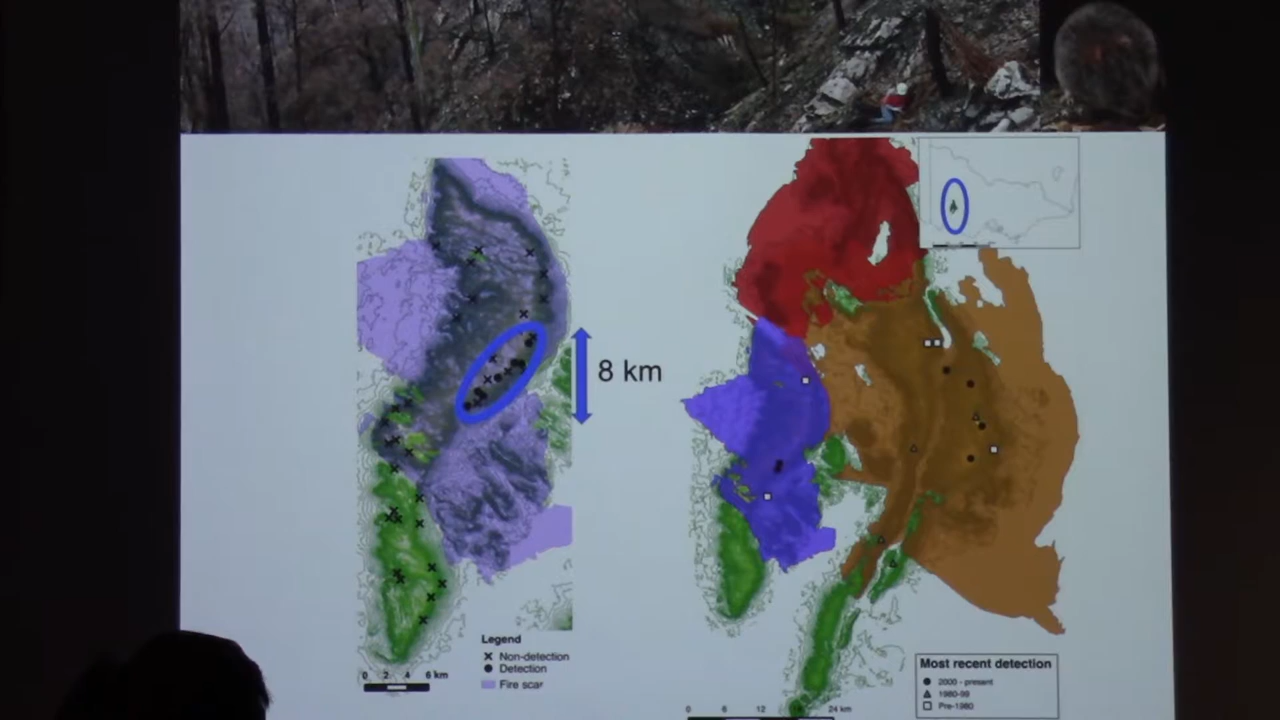 8 km
Legend
Non-detection
Detection
Fire scar
0 2 4 6 km
Most recent detection
2000 - present
1980-99
Pre-1980
0 6 12 24 km